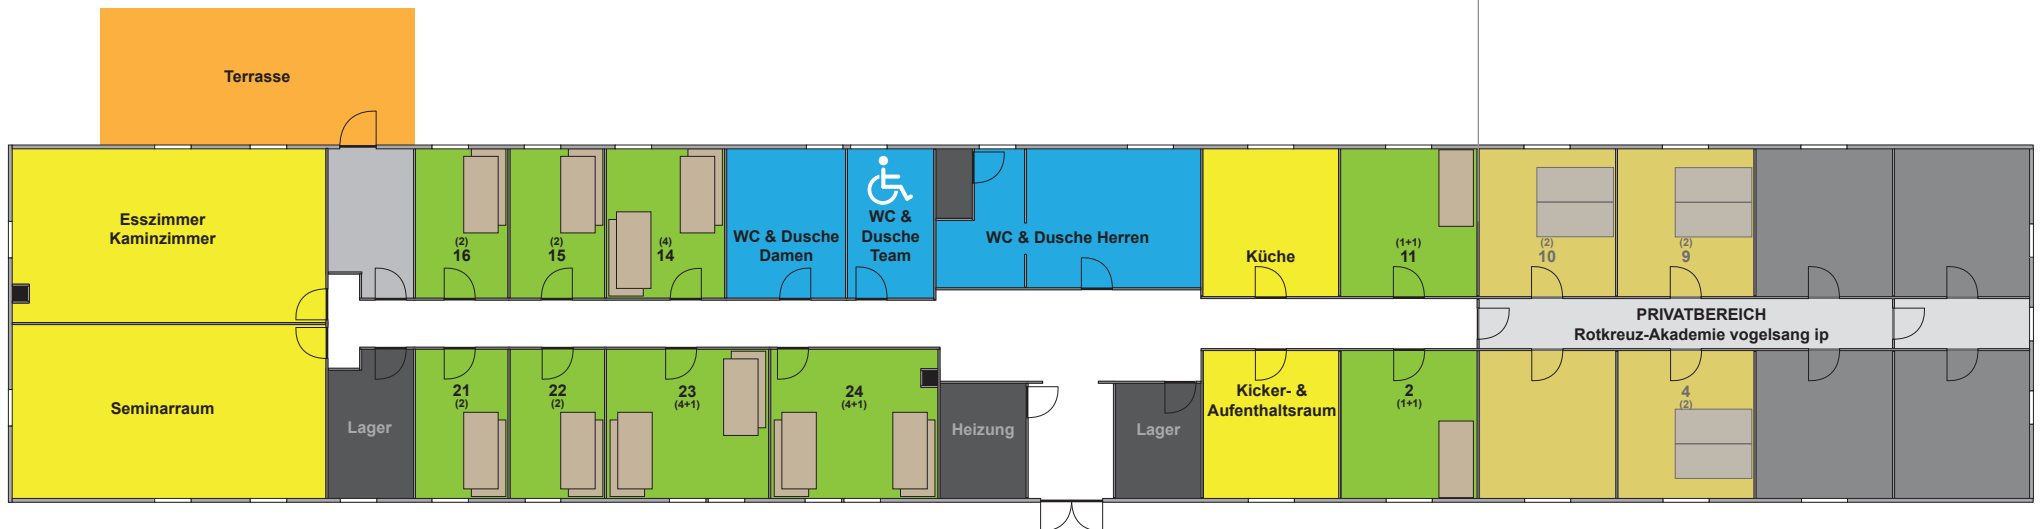 Terrasse
Esszimmer
Kaminzimmer
(2)
16
(2)
15
(4)
14
WC & Dusche
Damen
WC &
Dusche
Team
WC & Dusche Herren
Küche
(1+1)
11
(2)
10
(2)
9
PRIVATBEREICH
Rotkreuz-Akademie vogelsang ip
Seminarraum
Lager
21
(2)
22
(2)
23
(4+1)
24
(4+1)
Heizung
Lager
Kicker- &
Aufenthaltsraum
2
(1+1)
4
(2)